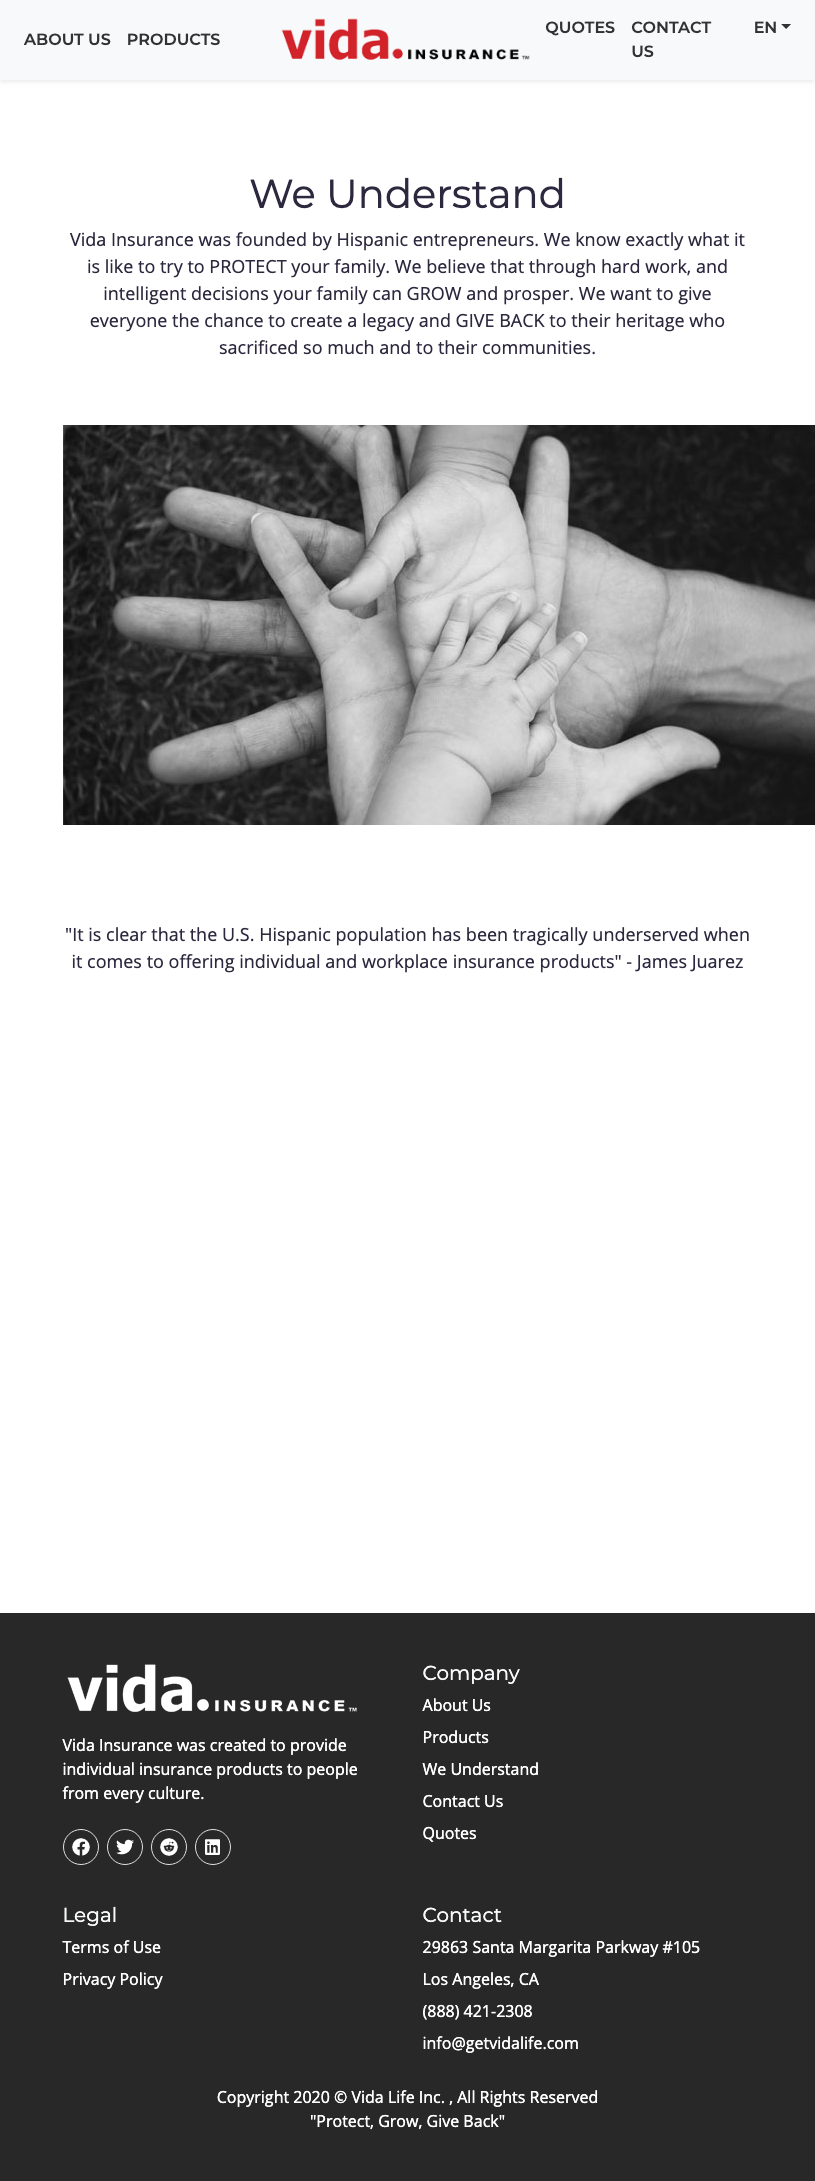 ABOUT US PRODUCTS vida.INSURANCE™ QUOTES CONTACT US EN
We Understand
Vida Insurance was founded by Hispanic entrepreneurs. We know exactly what it
is like to try to PROTECT your family. We believe that through hard work, and
intelligent decisions your family can GROW and prosper. We want to give
everyone the chance to create a legacy and GIVE BACK to their heritage who
sacrificed so much and to their communities.
"It is clear that the U.S. Hispanic population has been tragically underserved when
it comes to offering individual and workplace insurance products" - James Juarez
vida.INSURANCE™
Vida Insurance was created to provide
individual insurance products to people
from every culture.
Company
About Us
Products
We Understand
Contact Us
Quotes
Legal
Terms of Use
Privacy Policy
Contact
29863 Santa Margarita Parkway #105
Los Angeles, CA
(888) 421-2308
info@getvidalife.com
Copyright 2020 © Vida Life Inc. , All Rights Reserved
"Protect, Grow, Give Back"